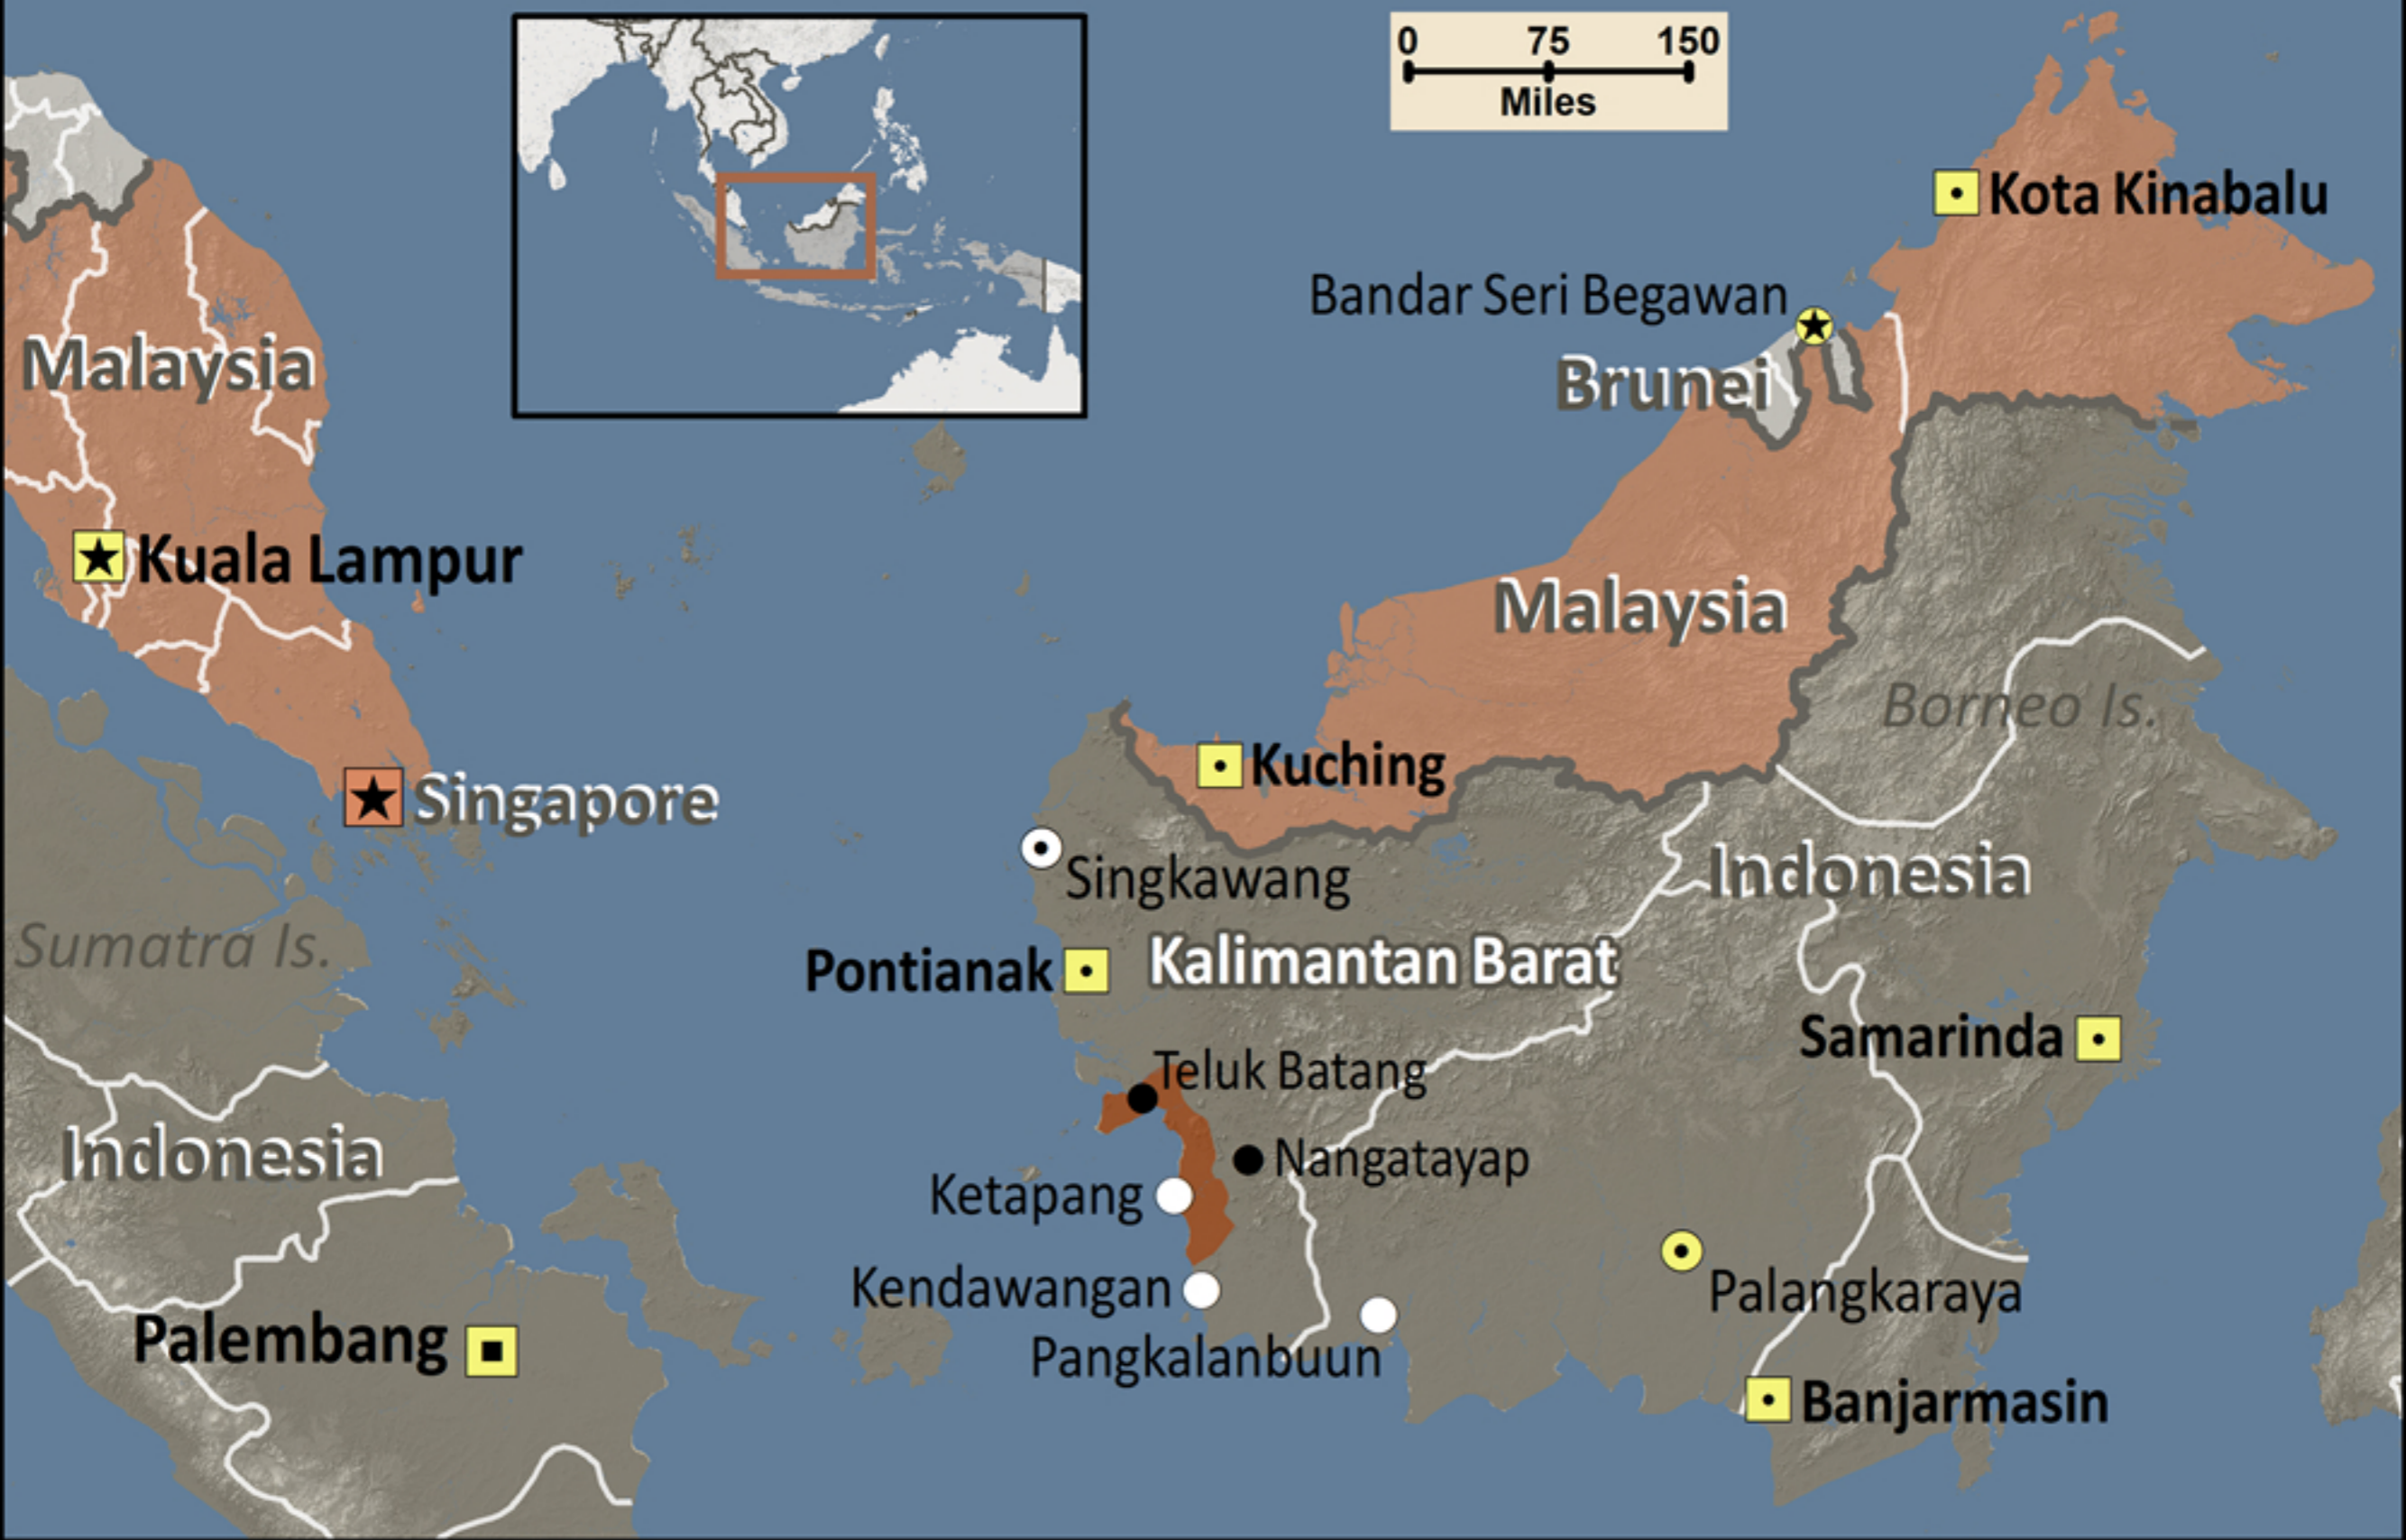 0 75 150
Miles
Kota Kinabalu
Bandar Seri Begawan
Brunei
Malaysia
Kuala Lampur
Malaysia
Borneo Is.
Kuching
Singapore
Singkawang
Indonesia
Sumatra Is.
Pontianak
Kalimantan Barat
Samarinda
Teluk Batang
Indonesia
Nangatayap
Ketapang
Kendawangan
Palangkaraya
Palembang
Pangkalanbuun
Banjarmasin